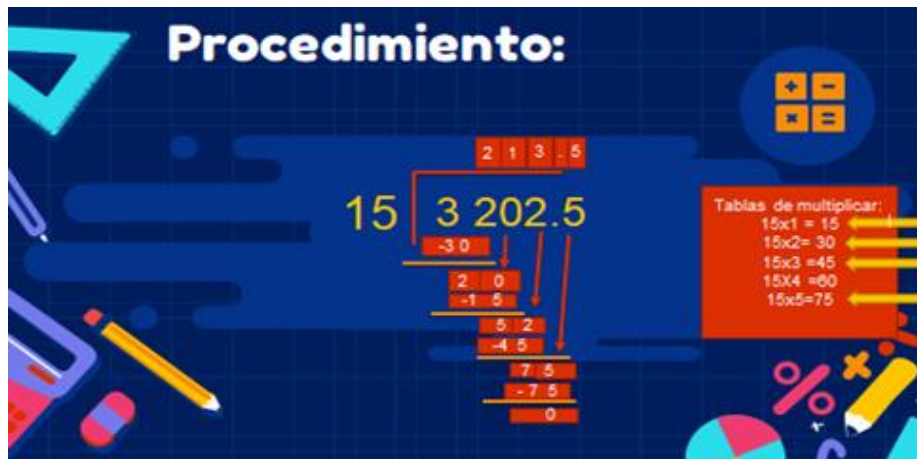 Procedimiento:
2 1 3 . 5
15 3 202.5
-3 0
2 0
-1 5
5 2
-4 5
7 5
- 7 5
0
Tablas de multiplicar:
15x1 = 15
15x2= 30
15x3 =45
15X4 =60
15x5=75